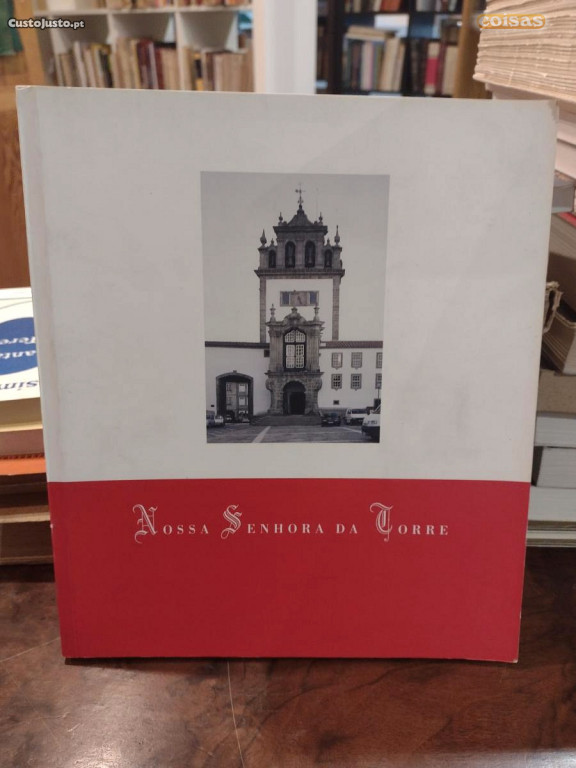 CustoJusto.pt
coisas
NOSSA SENHORA DA TORRE